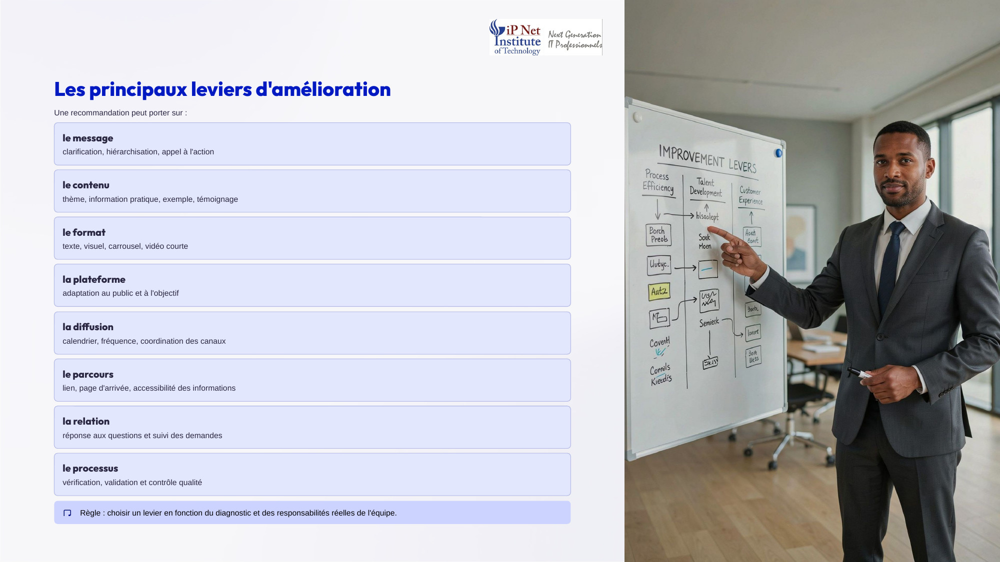 iP Net
Institute
of Technology
Next Generation
IT Professionnels
Les principaux leviers d'amélioration
Une recommandation peut porter sur :
le message
clarification, hiérarchisation, appel à l'action
le contenu
thème, information pratique, exemple, témoignage
le format
texte, visuel, carrousel, vidéo courte
la plateforme
adaptation au public et à l'objectif
la diffusion
calendrier, fréquence, coordination des canaux
le parcours
lien, page d'arrivée, accessibilité des informations
la relation
réponse aux questions et suivi des demandes
le processus
vérification, validation et contrôle qualité
Règle : choisir un levier en fonction du diagnostic et des responsabilités réelles de l'équipe.
IMPROVEMENT LEVERS
Process
Efficiency
Talent
Development
Customer
Experience
Borch
Preob
Semierk